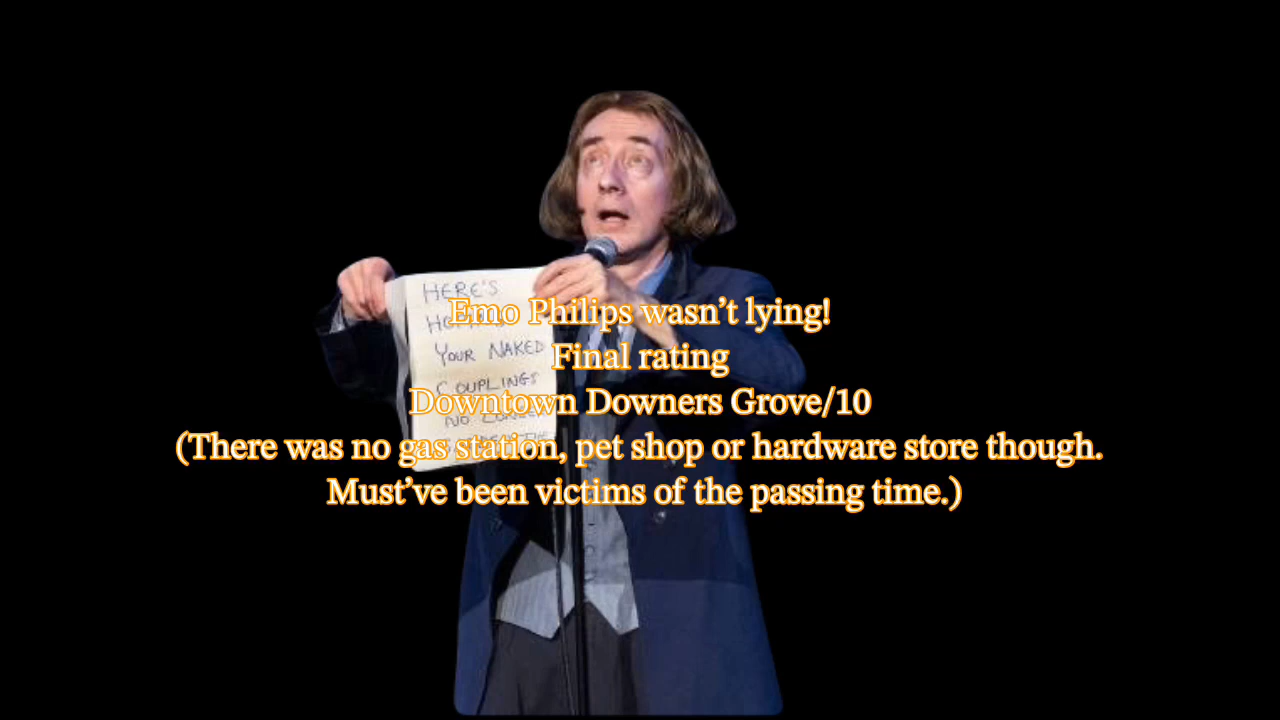 HERE'S
YOUR NAKED
COUPLINGS
NO
Emo Philips wasn’t lying!
Final rating
Downtown Downers Grove/10
(There was no gas station, pet shop or hardware store though.
Must’ve been victims of the passing time.)